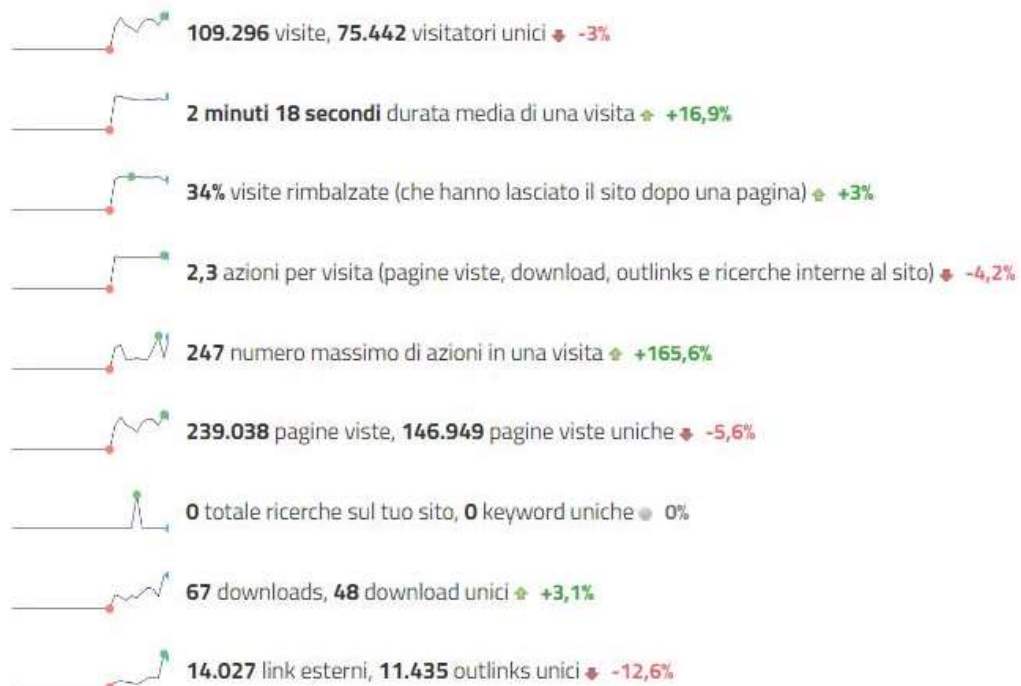 109.296 visite, 75.442 visitatori unici -3%
2 minuti 18 secondi durata media di una visita +16,9%
34% visite rimbalzate (che hanno lasciato il sito dopo una pagina) +3%
2,3 azioni per visita (pagine viste, download, outlinks e ricerche interne al sito) -4,2%
247 numero massimo di azioni in una visita +165,6%
239.038 pagine viste, 146.949 pagine viste uniche -5,6%
0 totale ricerche sul tuo sito, 0 keyword uniche 0%
67 downloads, 48 download unici +3,1%
14.027 link esterni, 11.435 outlinks unici -12,6%